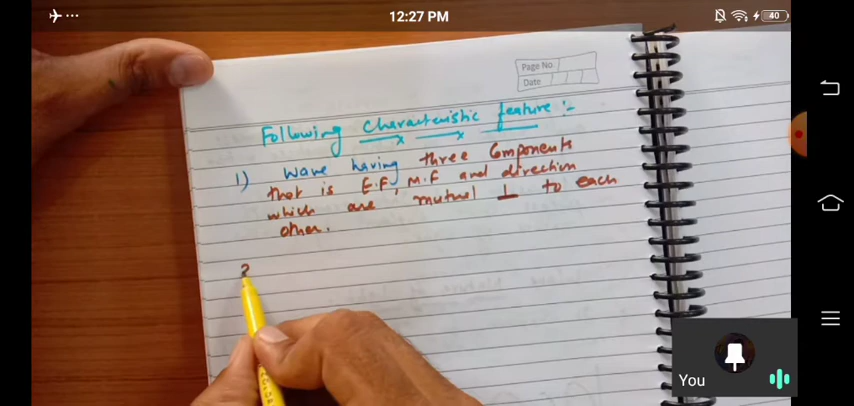 12:27 PM
40
Page No
Date
Following characteristic feature :-
1) Wave having three Components
that is E.F, M.F and direction
which are mutual ⊥ to each
other.
2
You